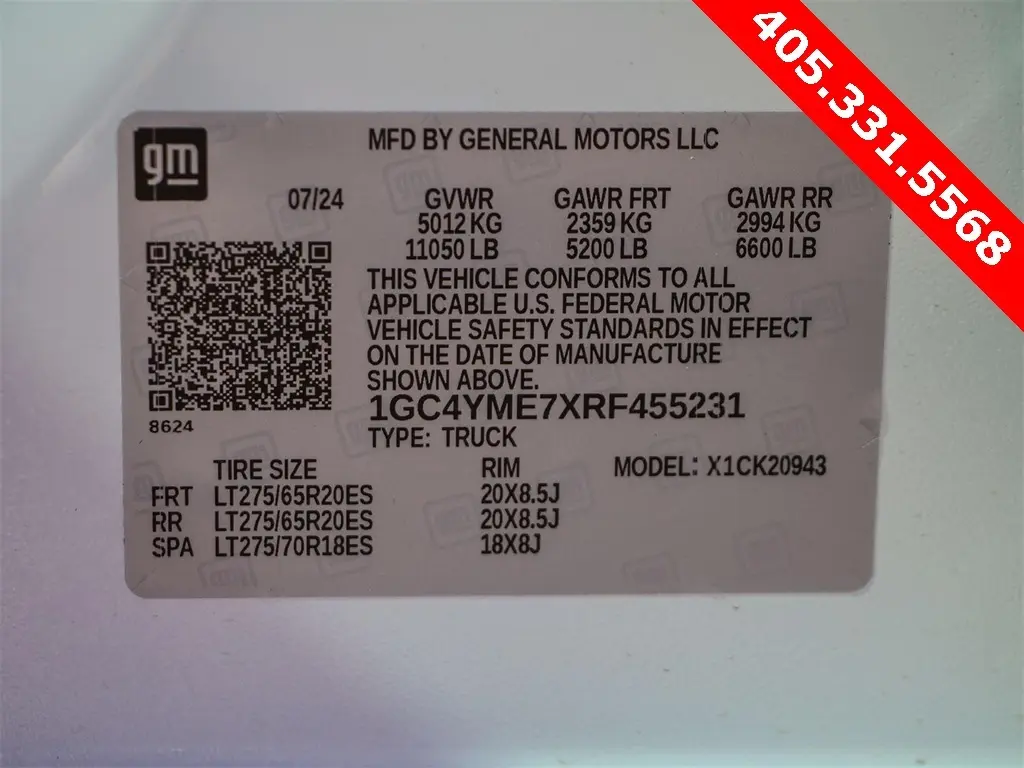 405.331.5568
gm
MFD BY GENERAL MOTORS LLC
07/24 GVWR GAWR FRT GAWR RR
5012 KG 2359 KG 2994 KG
11050 LB 5200 LB 6600 LB
THIS VEHICLE CONFORMS TO ALL
APPLICABLE U.S. FEDERAL MOTOR
VEHICLE SAFETY STANDARDS IN EFFECT
ON THE DATE OF MANUFACTURE
SHOWN ABOVE.
1GC4YME7XRF455231
8624
TYPE: TRUCK
TIRE SIZE RIM MODEL: X1CK20943
FRT LT275/65R20ES 20X8.5J
RR LT275/65R20ES 20X8.5J
SPA LT275/70R18ES 18X8J